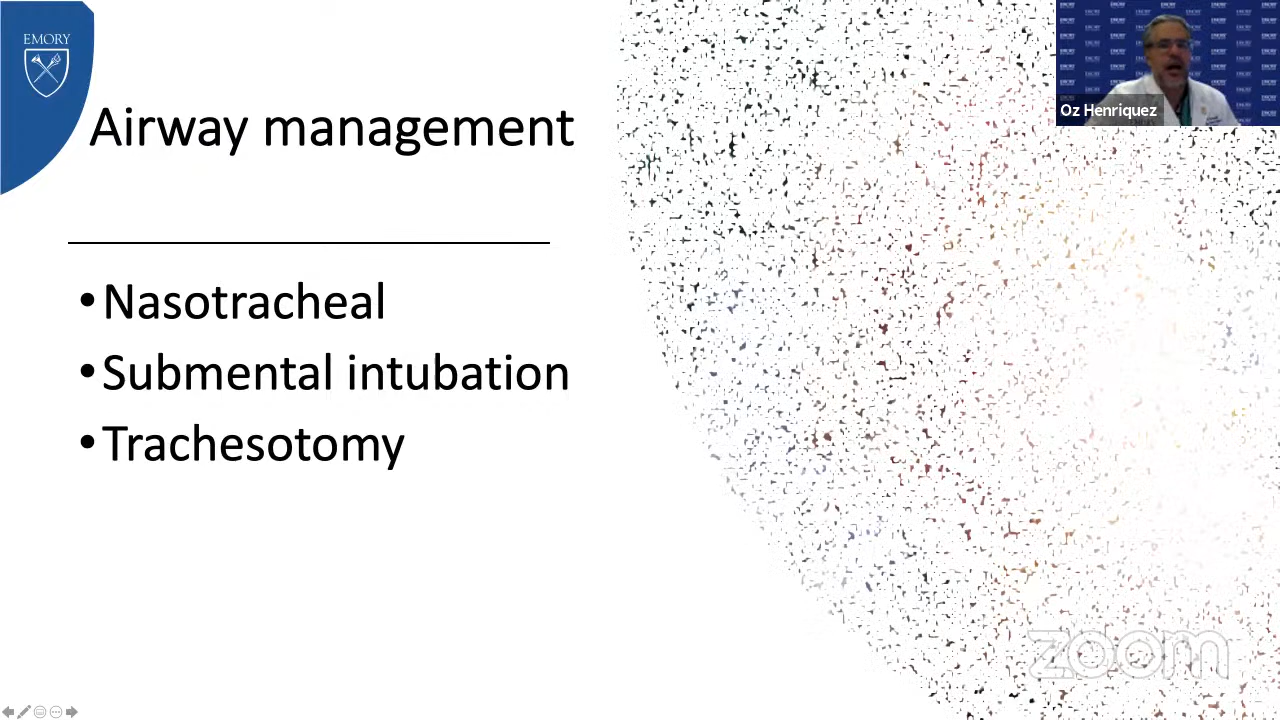 EMORY
Airway management
•Nasotracheal
•Submental intubation
•Trachesotomy
Oz Henriquez
zoom